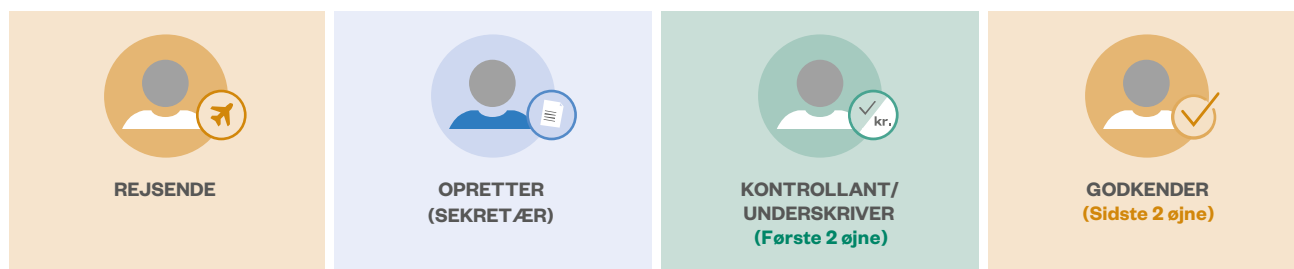 REJSENDE
OPRETTER
(SEKRETÆR)
kr.
KONTROLLANT/
UNDERSKRIVER
(Første 2 øjne)
GODKENDER
(Sidste 2 øjne)